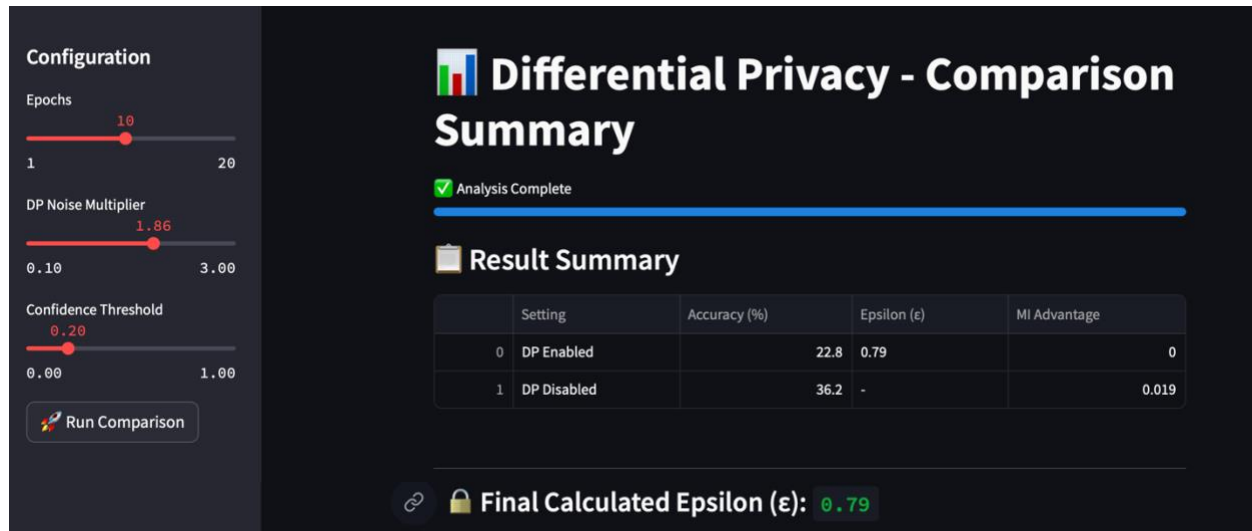 Configuration
Epochs
10
1 20
DP Noise Multiplier
1.86
0.10 3.00
Confidence Threshold
0.20
0.00 1.00
🚀 Run Comparison
📊 Differential Privacy - Comparison
Summary
✅ Analysis Complete
📋 Result Summary
Setting Accuracy (%) Epsilon (ε) MI Advantage
0 DP Enabled 22.8 0.79 0
1 DP Disabled 36.2 - 0.019
🔒 Final Calculated Epsilon (ε): 0.79